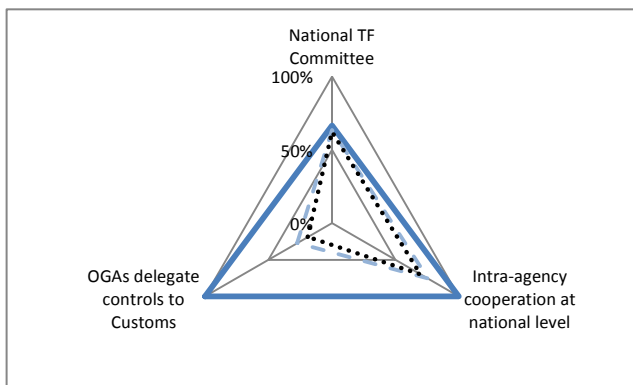 National TF
Committee
100%
50%
0%
OGAs delegate
controls to
Customs
Intra-agency
cooperation at
national level